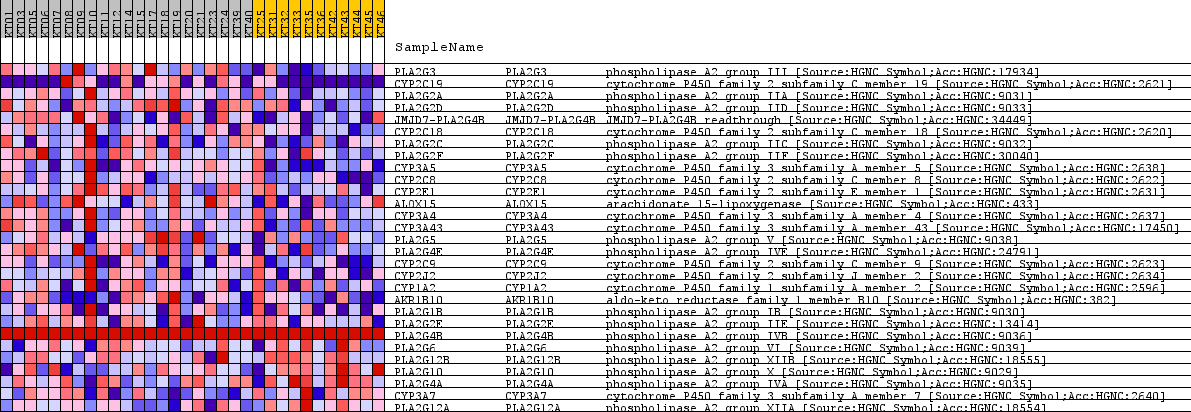 KT01 KT03 KT05 KT06 KT07 KT08 KT09 KT10 KT11 KT12 KT14 KT15 KT17 KT18 KT19 KT20 KT21 KT23 KT24 KT39 KT40 KT25 KT31 KT32 KT33 KT35 KT36 KT42 KT43 KT44 KT45 KT46
SampleName
PLA2G3 PLA2G3 phospholipase A2 group III [Source:HGNC Symbol;Acc:HGNC:17934]
CYP2C19 CYP2C19 cytochrome P450 family 2 subfamily C member 19 [Source:HGNC Symbol;Acc:HGNC:2621]
PLA2G2A PLA2G2A phospholipase A2 group IIA [Source:HGNC Symbol;Acc:HGNC:9031]
PLA2G2D PLA2G2D phospholipase A2 group IID [Source:HGNC Symbol;Acc:HGNC:9033]
JMJD7-PLA2G4B JMJD7-PLA2G4B JMJD7-PLA2G4B readthrough [Source:HGNC Symbol;Acc:HGNC:34449]
CYP2C18 CYP2C18 cytochrome P450 family 2 subfamily C member 18 [Source:HGNC Symbol;Acc:HGNC:2620]
PLA2G2C PLA2G2C phospholipase A2 group IIC [Source:HGNC Symbol;Acc:HGNC:9032]
PLA2G2F PLA2G2F phospholipase A2 group IIF [Source:HGNC Symbol;Acc:HGNC:30040]
CYP3A5 CYP3A5 cytochrome P450 family 3 subfamily A member 5 [Source:HGNC Symbol;Acc:HGNC:2638]
CYP2C8 CYP2C8 cytochrome P450 family 2 subfamily C member 8 [Source:HGNC Symbol;Acc:HGNC:2622]
CYP2E1 CYP2E1 cytochrome P450 family 2 subfamily E member 1 [Source:HGNC Symbol;Acc:HGNC:2631]
ALOX15 ALOX15 arachidonate 15-lipoxygenase [Source:HGNC Symbol;Acc:HGNC:433]
CYP3A4 CYP3A4 cytochrome P450 family 3 subfamily A member 4 [Source:HGNC Symbol;Acc:HGNC:2637]
CYP3A43 CYP3A43 cytochrome P450 family 3 subfamily A member 43 [Source:HGNC Symbol;Acc:HGNC:17450]
PLA2G5 PLA2G5 phospholipase A2 group V [Source:HGNC Symbol;Acc:HGNC:9038]
PLA2G4E PLA2G4E phospholipase A2 group IVE [Source:HGNC Symbol;Acc:HGNC:24791]
CYP2C9 CYP2C9 cytochrome P450 family 2 subfamily C member 9 [Source:HGNC Symbol;Acc:HGNC:2623]
CYP2J2 CYP2J2 cytochrome P450 family 2 subfamily J member 2 [Source:HGNC Symbol;Acc:HGNC:2634]
CYP1A2 CYP1A2 cytochrome P450 family 1 subfamily A member 2 [Source:HGNC Symbol;Acc:HGNC:2596]
AKR1B10 AKR1B10 aldo-keto reductase family 1 member B10 [Source:HGNC Symbol;Acc:HGNC:382]
PLA2G1B PLA2G1B phospholipase A2 group IB [Source:HGNC Symbol;Acc:HGNC:9030]
PLA2G2E PLA2G2E phospholipase A2 group IIE [Source:HGNC Symbol;Acc:HGNC:13414]
PLA2G4B PLA2G4B phospholipase A2 group IVB [Source:HGNC Symbol;Acc:HGNC:9036]
PLA2G6 PLA2G6 phospholipase A2 group VI [Source:HGNC Symbol;Acc:HGNC:9039]
PLA2G12B PLA2G12B phospholipase A2 group XIIB [Source:HGNC Symbol;Acc:HGNC:18555]
PLA2G10 PLA2G10 phospholipase A2 group X [Source:HGNC Symbol;Acc:HGNC:9029]
PLA2G4A PLA2G4A phospholipase A2 group IVA [Source:HGNC Symbol;Acc:HGNC:9035]
CYP3A7 CYP3A7 cytochrome P450 family 3 subfamily A member 7 [Source:HGNC Symbol;Acc:HGNC:2640]
PLA2G12A PLA2G12A phospholipase A2 group XIIA [Source:HGNC Symbol;Acc:HGNC:18554]